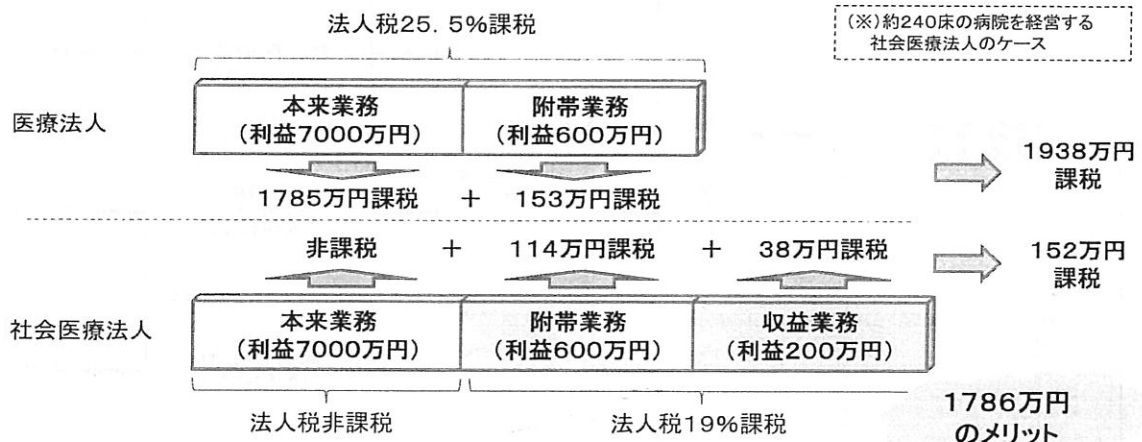 法人税25. 5%課税
(※)約240床の病院を経営する
社会医療法人のケース
医療法人
本来業務
(利益7000万円)
附帯業務
(利益600万円)
1785万円課税 + 153万円課税
1938万円
課税
非課税 + 114万円課税 + 38万円課税
152万円
課税
社会医療法人
本来業務
(利益7000万円)
附帯業務
(利益600万円)
収益業務
(利益200万円)
法人税非課税
法人税19%課税
1786万円
のメリット